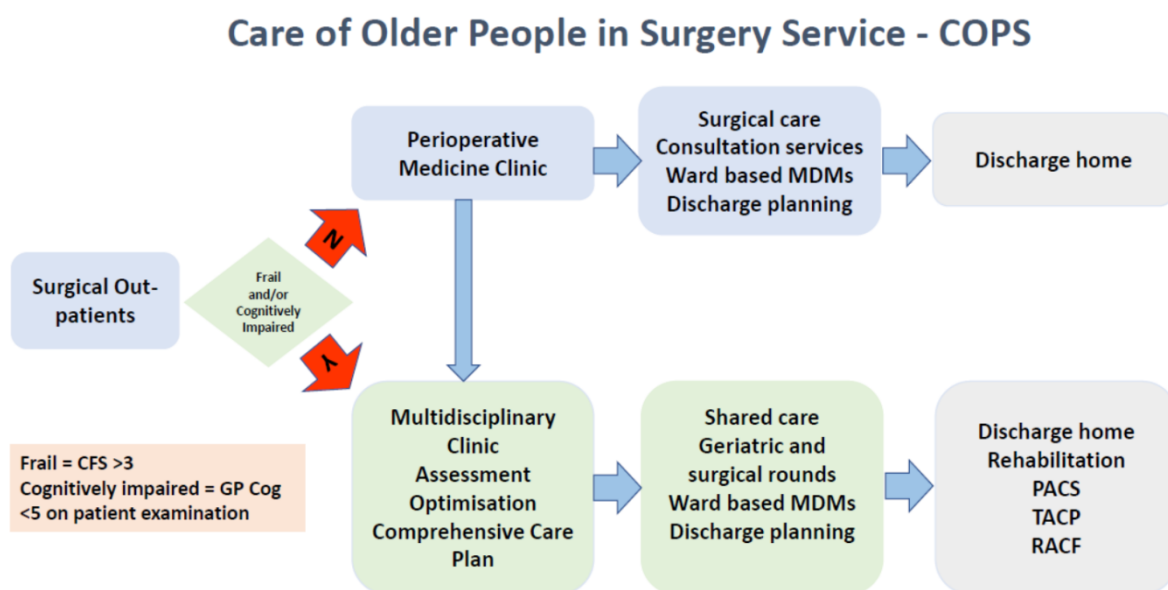 Care of Older People in Surgery Service - COPS
Perioperative
Medicine Clinic
Surgical care
Consultation services
Ward based MDMs
Discharge planning
Discharge home
N
Surgical Out-
patients
Frail
and/or
Cognitively
Impaired
Y
Multidisciplinary
Clinic
Assessment
Optimisation
Comprehensive Care
Plan
Shared care
Geriatric and
surgical rounds
Ward based MDMs
Discharge planning
Discharge home
Rehabilitation
PACS
TACP
RACF
Frail = CFS >3
Cognitively impaired = GP Cog
<5 on patient examination